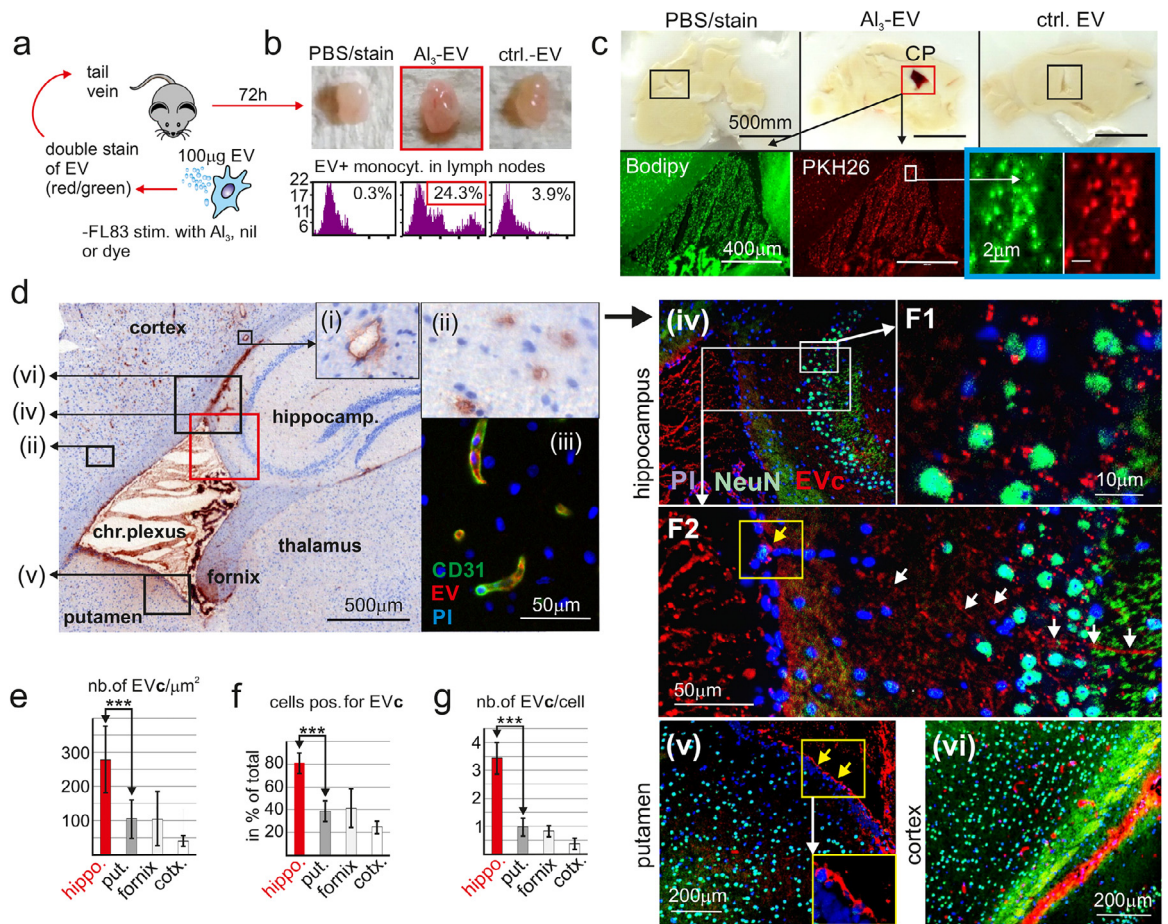 a
tail
vein
72h
double stain
of EV
(red/green)
100µg EV
-FL83 stim. with Al₃, nil
or dye
b
PBS/stain
Al₃-EV
ctrl.-EV
EV+ monocyt. in lymph nodes
22
17
11
6
0.3%
24.3%
3.9%
c
PBS/stain
Al₃-EV
ctrl. EV
CP
500mm
Bodipy
400µm
PKH26
2µm
d
cortex
(i)
(ii)
(vi)
(iv)
(ii)
hippocamp.
(iii)
chr.plexus
thalamus
(v)
fornix
putamen
500µm
CD31
EV
PI
50µm
hippocampus
(iv)
PI NeuN EVc
F1
10µm
F2
50µm
putamen
(v)
200µm
cortex
(vi)
200µm
e
nb.of EVc/µm²
***
300
200
100
hippo.
put.
fornix
cotx.
f
cells pos. for EVc
***
in % of total
80
60
40
20
hippo.
put.
fornix
cotx.
g
nb.of EVc/cell
***
4
3
2
1
hippo.
put.
fornix
cotx.